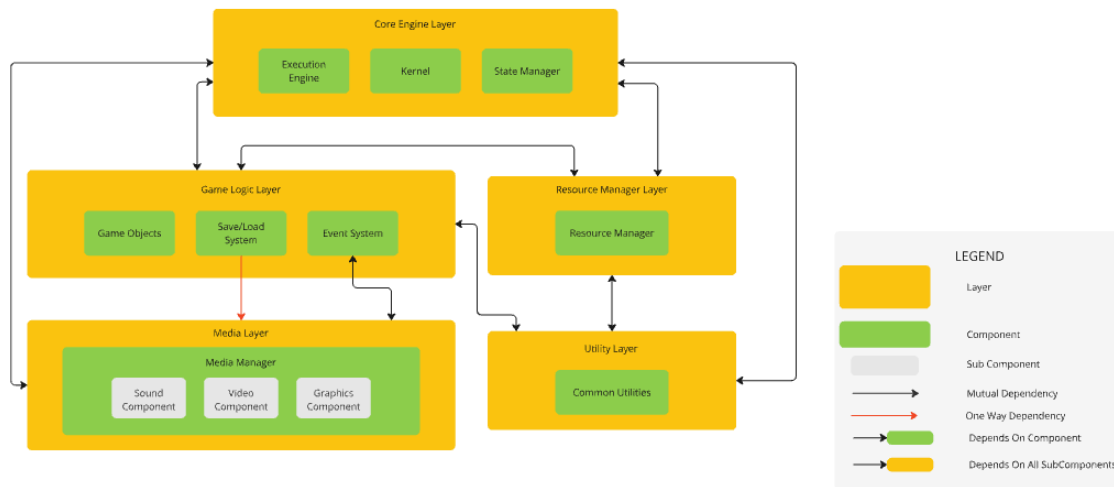 Core Engine Layer
Execution
Engine
Kernel
State Manager
Game Logic Layer
Game Objects
Save/Load
System
Event System
Resource Manager Layer
Resource Manager
Media Layer
Media Manager
Sound
Component
Video
Component
Graphics
Component
Utility Layer
Common Utilities
LEGEND
Layer
Component
Sub Component
Mutual Dependency
One Way Dependency
Depends On Component
Depends On All SubComponents